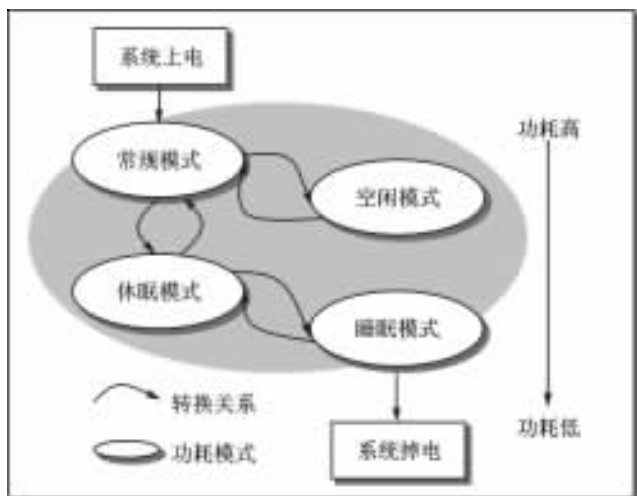 系统上电
功耗高
常规模式
空闲模式
休眠模式
睡眠模式
转换关系
功耗低
功耗模式
系统掉电